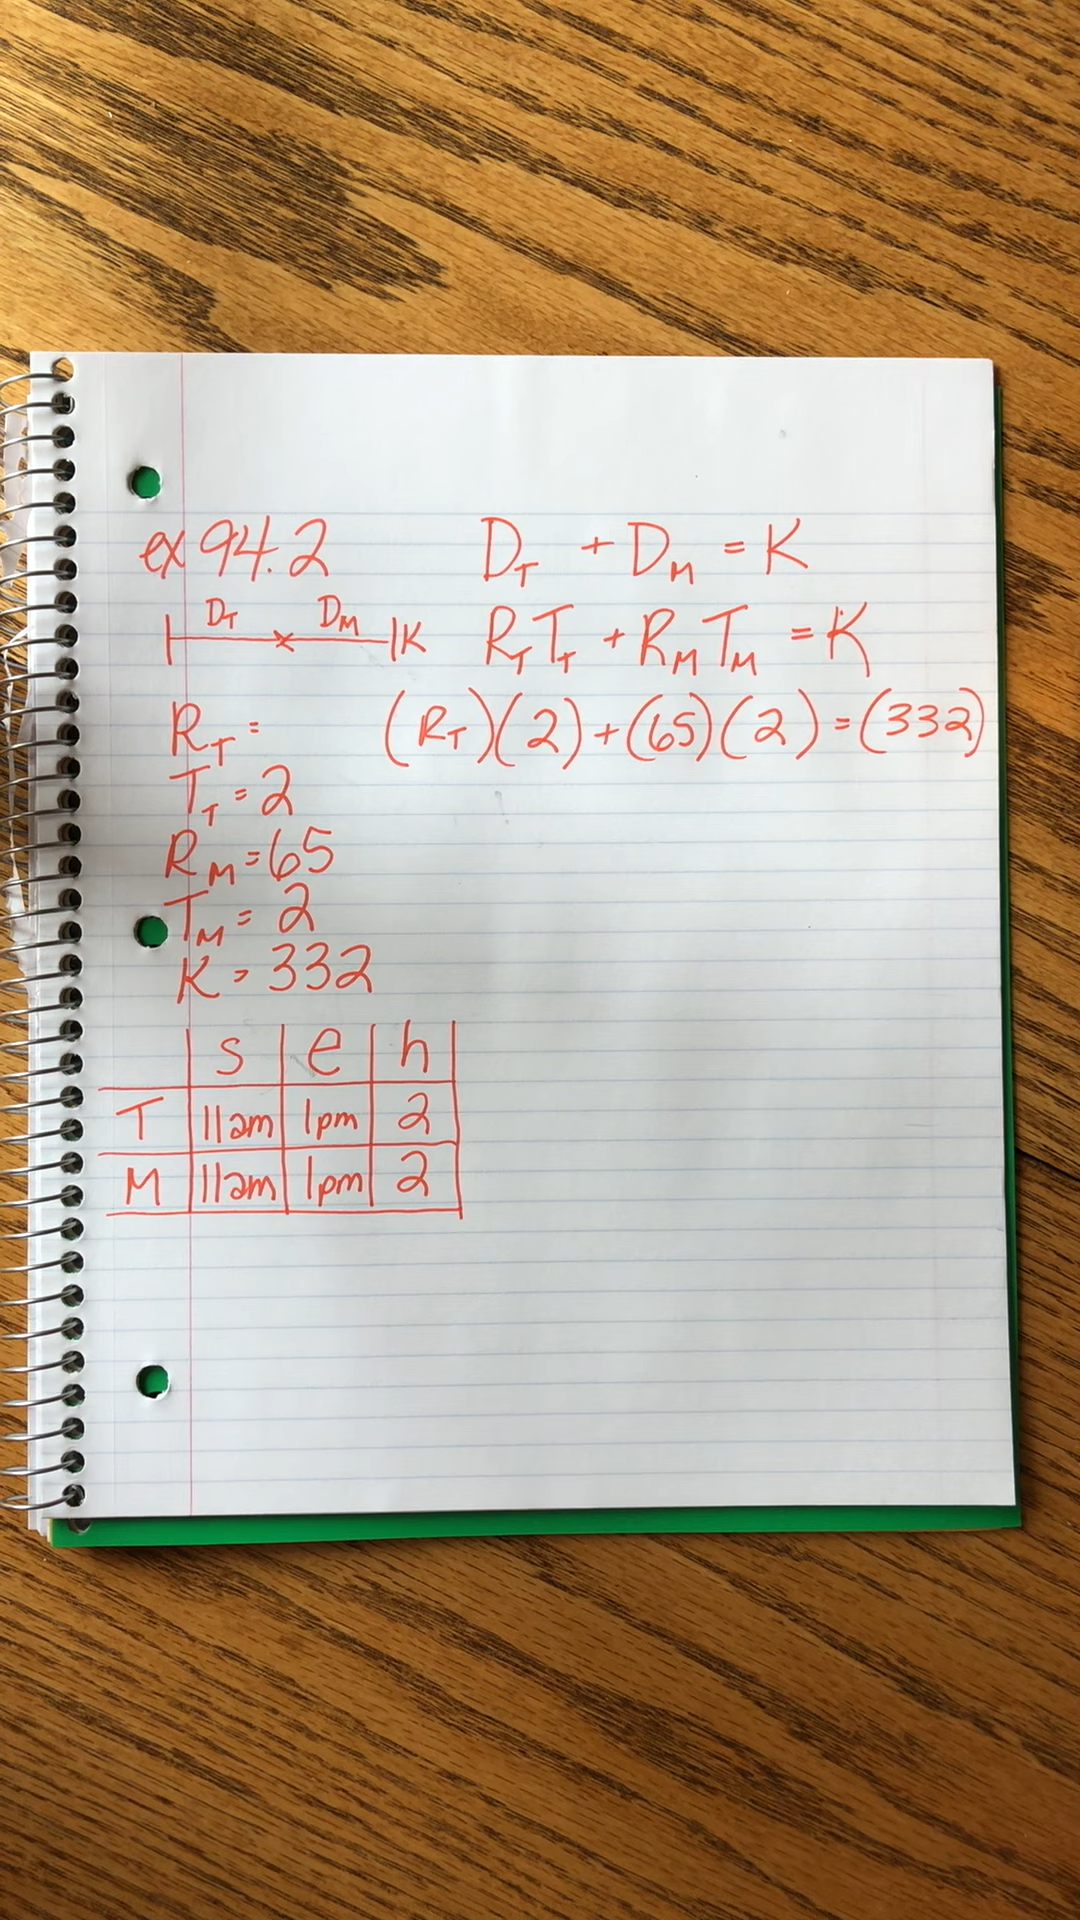 ex 94.2 D_T + D_M = K
D_T D_M K R_T T_T + R_M T_M = K
R_T = (R_T)(2)+(65)(2)=(332)
T_T = 2
R_M = 65
T_M = 2
K = 332
s e h
T 11am 1pm 2
M 11am 1pm 2